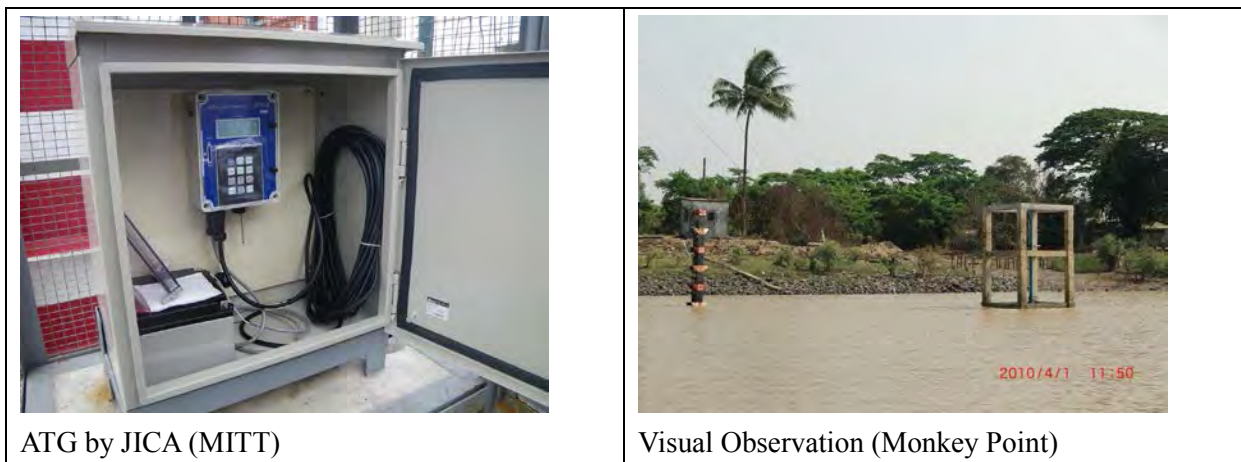 2010/4/1 11:50
ATG by JICA (MITT)
Visual Observation (Monkey Point)